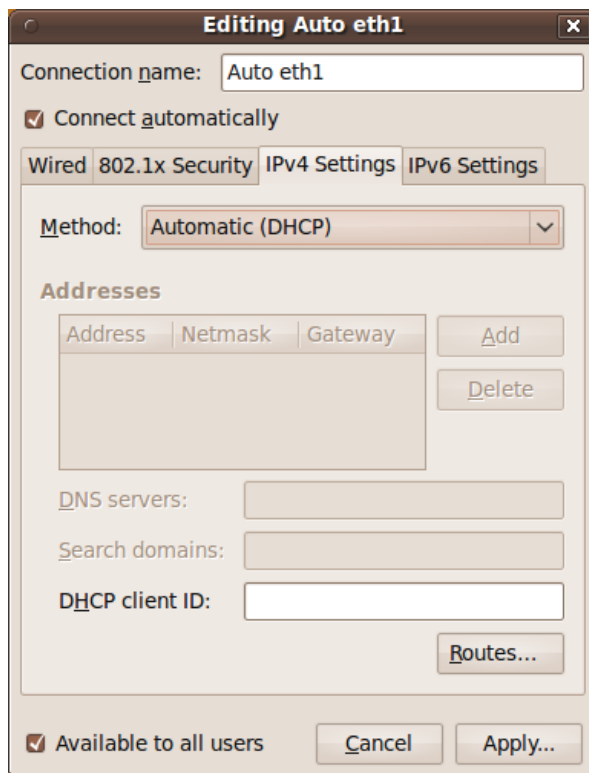 Editing Auto eth1
Connection name: Auto eth1
Connect automatically
Wired 802.1x Security IPv4 Settings IPv6 Settings
Method: Automatic (DHCP)
Addresses
Address Netmask Gateway Add
Delete
DNS servers:
Search domains:
DHCP client ID:
Routes...
Available to all users Cancel Apply...